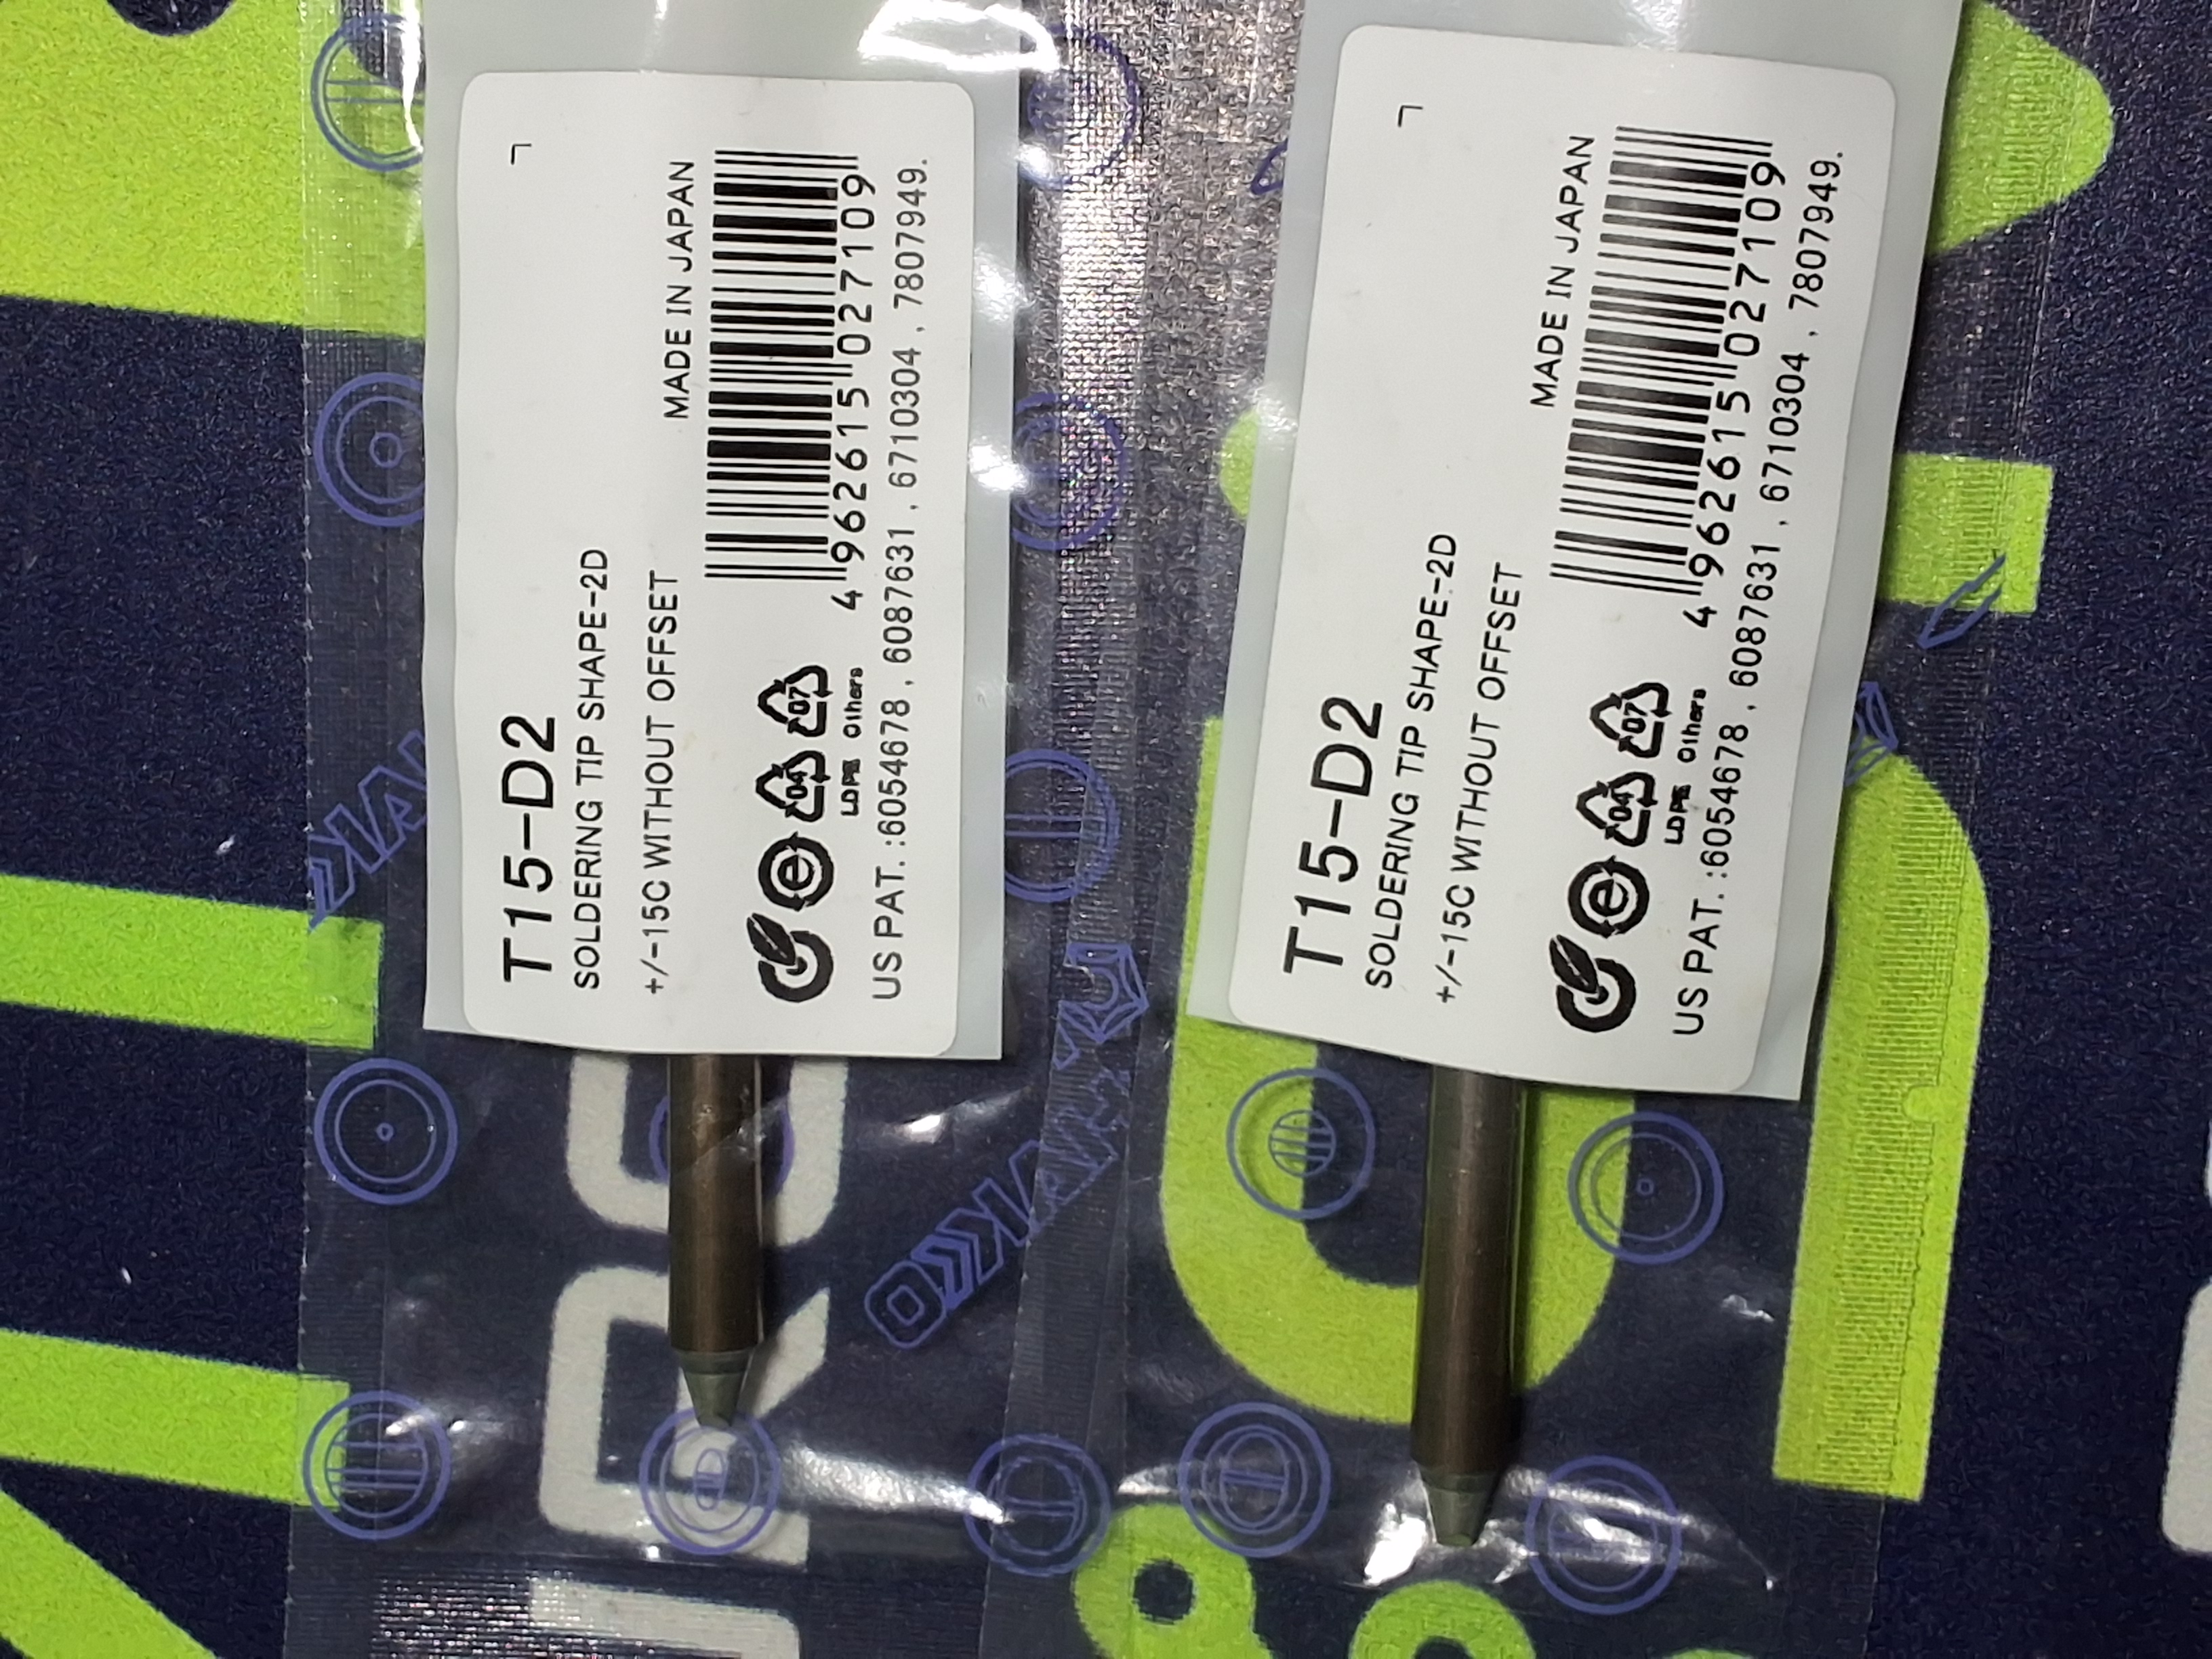 T15-D2
SOLDERING TIP SHAPE-2D
+/-15C WITHOUT OFFSET
MADE IN JAPAN
4 962615 027109
04 07
LDPE Others
US PAT. :6054678 , 6087631 , 6710304 , 7807949.
T15-D2
SOLDERING TIP SHAPE-2D
+/-15C WITHOUT OFFSET
MADE IN JAPAN
4 962615 027109
04 07
LDPE Others
US PAT. :6054678 , 6087631 , 6710304 , 7807949.
HAKKO